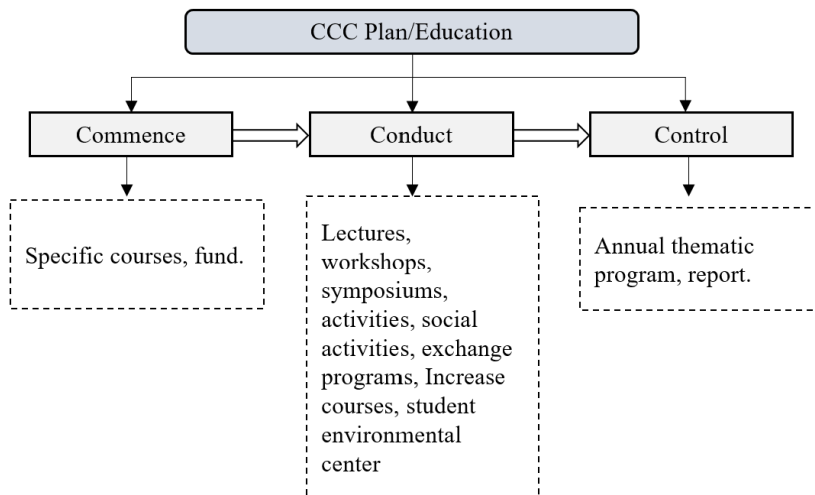 CCC Plan/Education
Commence
Conduct
Control
Specific courses, fund.
Lectures,
workshops,
symposiums,
activities, social
activities, exchange
programs, Increase
courses, student
environmental
center
Annual thematic
program, report.